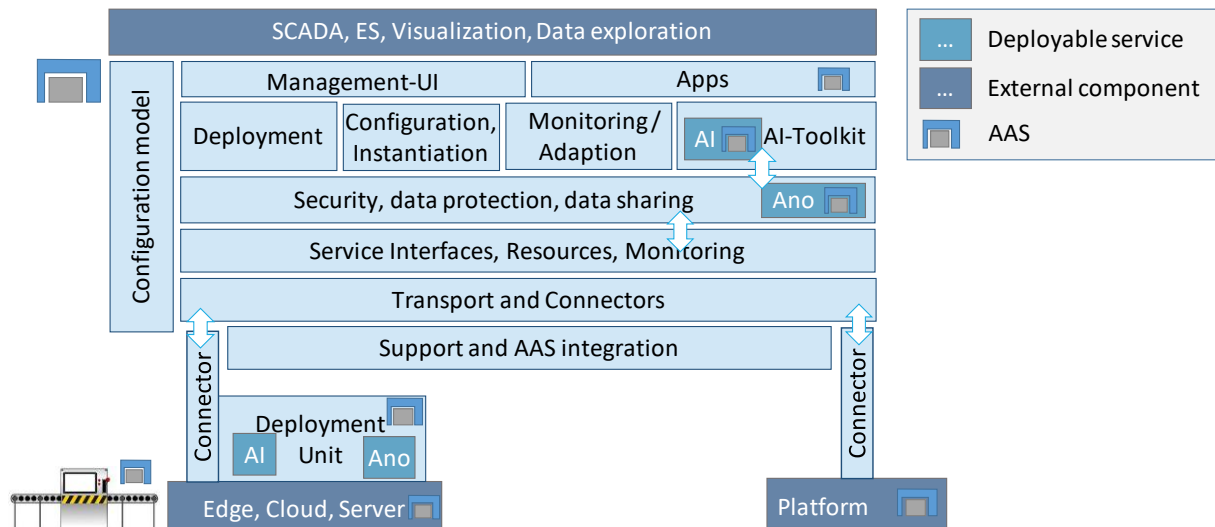 SCADA, ES, Visualization, Data exploration
... Deployable service
... External component
AAS
Configuration model
Management-UI
Apps
Deployment
Configuration,
Instantiation
Monitoring/
Adaption
AI
AI-Toolkit
Security, data protection, data sharing
Ano
Service Interfaces, Resources, Monitoring
Transport and Connectors
Support and AAS integration
Connector
Connector
Deployment
Unit
AI
Ano
Edge, Cloud, Server
Platform